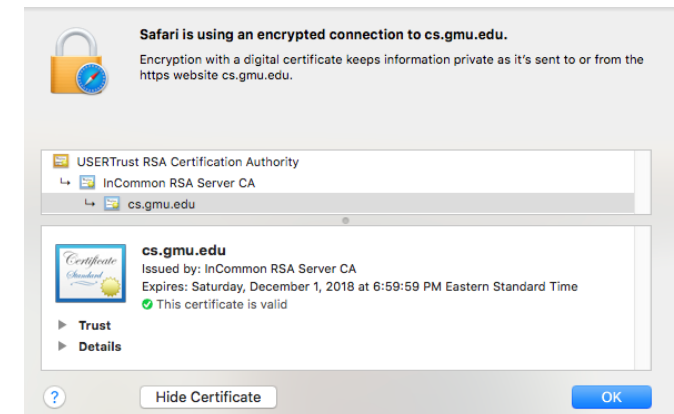 Safari is using an encrypted connection to cs.gmu.edu.
Encryption with a digital certificate keeps information private as it's sent to or from the
https website cs.gmu.edu.
USERTrust RSA Certification Authority
InCommon RSA Server CA
cs.gmu.edu
Certificate
Standard
cs.gmu.edu
Issued by: InCommon RSA Server CA
Expires: Saturday, December 1, 2018 at 6:59:59 PM Eastern Standard Time
This certificate is valid
Trust
Details
?
Hide Certificate
OK